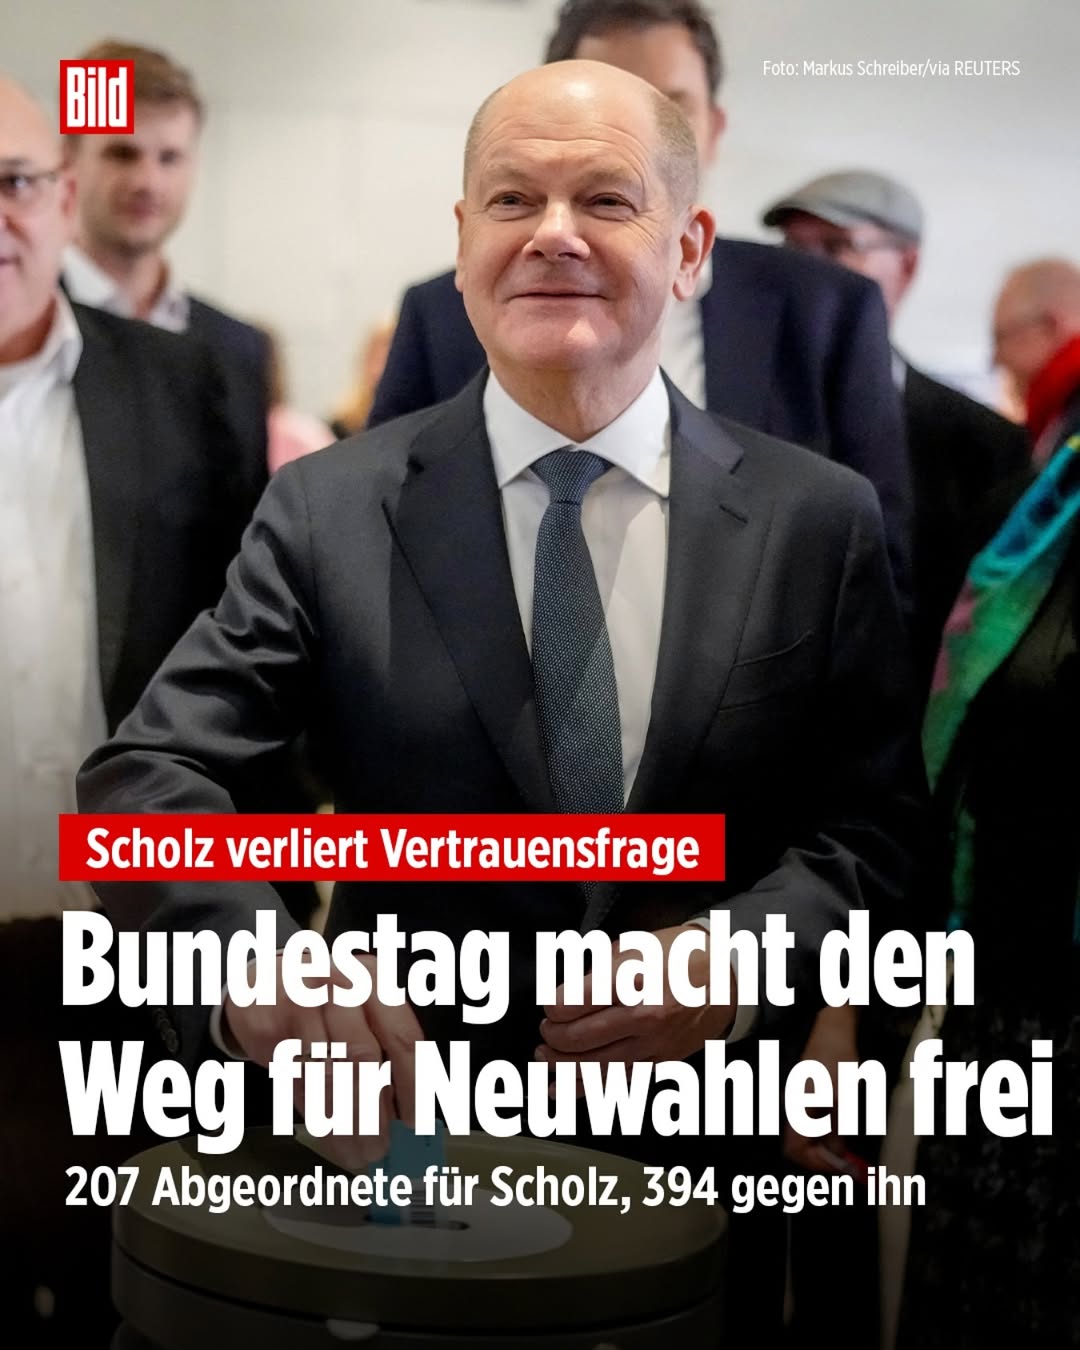 Bild
Foto: Markus Schreiber/via REUTERS
Scholz verliert Vertrauensfrage
Bundestag macht den
Weg für Neuwahlen frei
207 Abgeordnete für Scholz, 394 gegen ihn